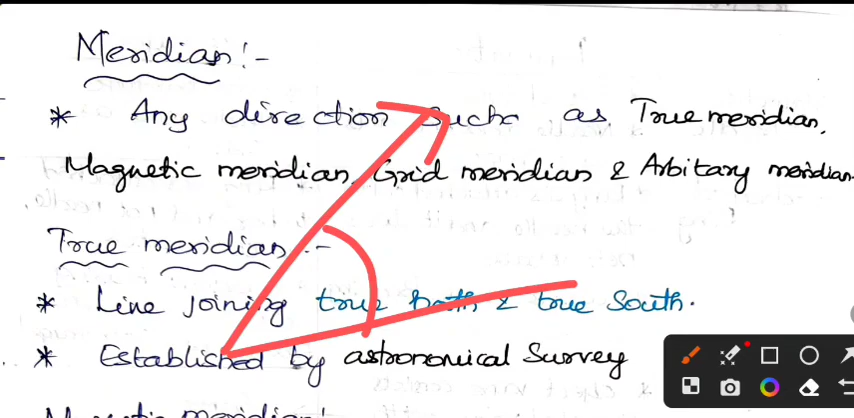 Meridian:-
* Any direction such as True meridian,
Magnetic meridian, Grid meridian & Arbitary meridian
True meridian :-
* Line joining true & true South.
* Established by astronomical Survey
meridian: